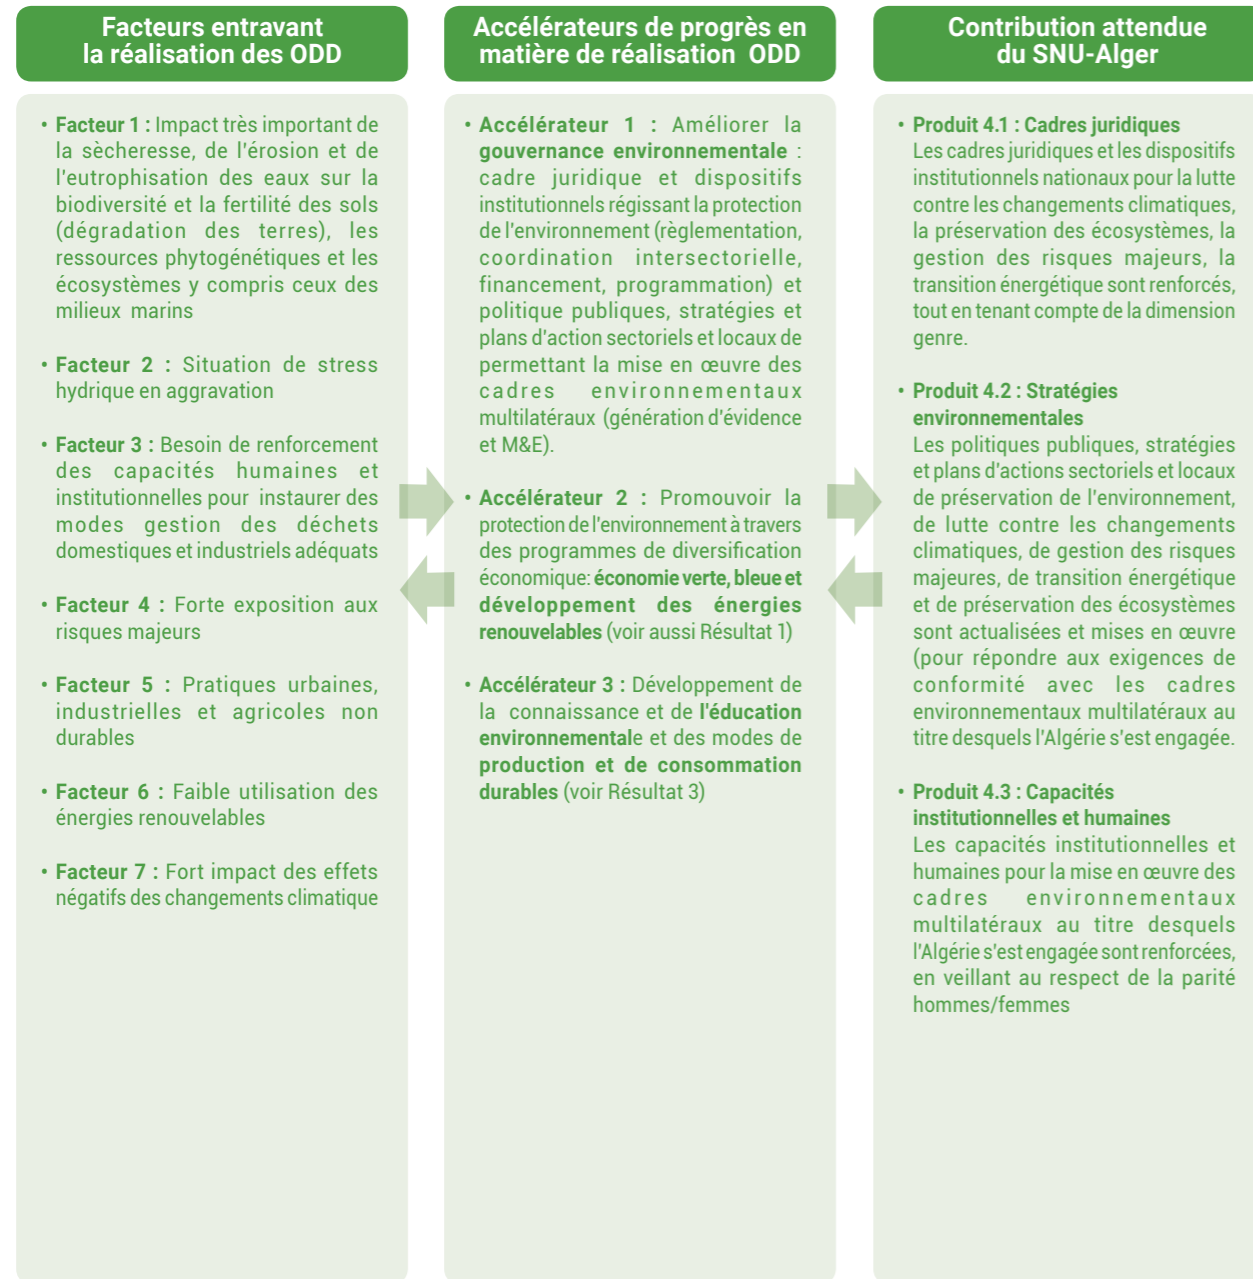 Facteurs entravant
la réalisation des ODD
• Facteur 1 : Impact très important de
la sècheresse, de l'érosion et de
l'eutrophisation des eaux sur la
biodiversité et la fertilité des sols
(dégradation des terres), les
ressources phytogénétiques et les
écosystèmes y compris ceux des
milieux marins
• Facteur 2 : Situation de stress
hydrique en aggravation
• Facteur 3 : Besoin de renforcement
des capacités humaines et
institutionnelles pour instaurer des
modes gestion des déchets
domestiques et industriels adéquats
• Facteur 4 : Forte exposition aux
risques majeurs
• Facteur 5 : Pratiques urbaines,
industrielles et agricoles non
durables
• Facteur 6 : Faible utilisation des
énergies renouvelables
• Facteur 7 : Fort impact des effets
négatifs des changements climatique
Accélérateurs de progrès en
matière de réalisation ODD
• Accélérateur 1 : Améliorer la
gouvernance environnementale :
cadre juridique et dispositifs
institutionnels régissant la protection
de l'environnement (règlementation,
coordination intersectorielle,
financement, programmation) et
politique publiques, stratégies et
plans d'action sectoriels et locaux de
permettant la mise en œuvre des
cadres environnementaux
multilatéraux (génération d'évidence
et M&E).
• Accélérateur 2 : Promouvoir la
protection de l'environnement à travers
des programmes de diversification
économique: économie verte, bleue et
développement des énergies
renouvelables (voir aussi Résultat 1)
• Accélérateur 3 : Développement de
la connaissance et de l'éducation
environnementale et des modes de
production et de consommation
durables (voir Résultat 3)
Contribution attendue
du SNU-Alger
• Produit 4.1 : Cadres juridiques
Les cadres juridiques et les dispositifs
institutionnels nationaux pour la lutte
contre les changements climatiques,
la préservation des écosystèmes, la
gestion des risques majeurs, la
transition énergétique sont renforcés,
tout en tenant compte de la dimension
genre.
• Produit 4.2 : Stratégies
environnementales
Les politiques publiques, stratégies
et plans d'actions sectoriels et locaux
de préservation de l'environnement,
de lutte contre les changements
climatiques, de gestion des risques
majeures, de transition énergétique
et de préservation des écosystèmes
sont actualisées et mises en œuvre
(pour répondre aux exigences de
conformité avec les cadres
environnementaux multilatéraux au
titre desquels l'Algérie s'est engagée.
• Produit 4.3 : Capacités
institutionnelles et humaines
Les capacités institutionnelles et
humaines pour la mise en œuvre des
cadres environnementaux
multilatéraux au titre desquels
l'Algérie s'est engagée sont renforcées,
en veillant au respect de la parité
hommes/femmes